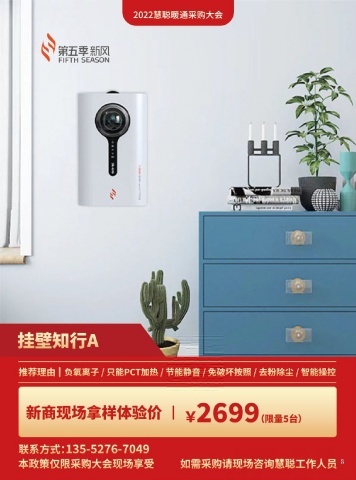 2022慧聪暖通采购大会
第五季新风
FIFTH SEASON
挂壁知行A
推荐理由 | 负氧离子 / 只能PCT加热 / 节能静音 / 免破坏按照 / 去粉除尘 / 智能操控
新商现场拿样体验价 | ¥2699(限量5台)
联系方式:135-5276-7049
本政策仅限采购大会现场享受 如需采购请现场咨询慧聪工作人员